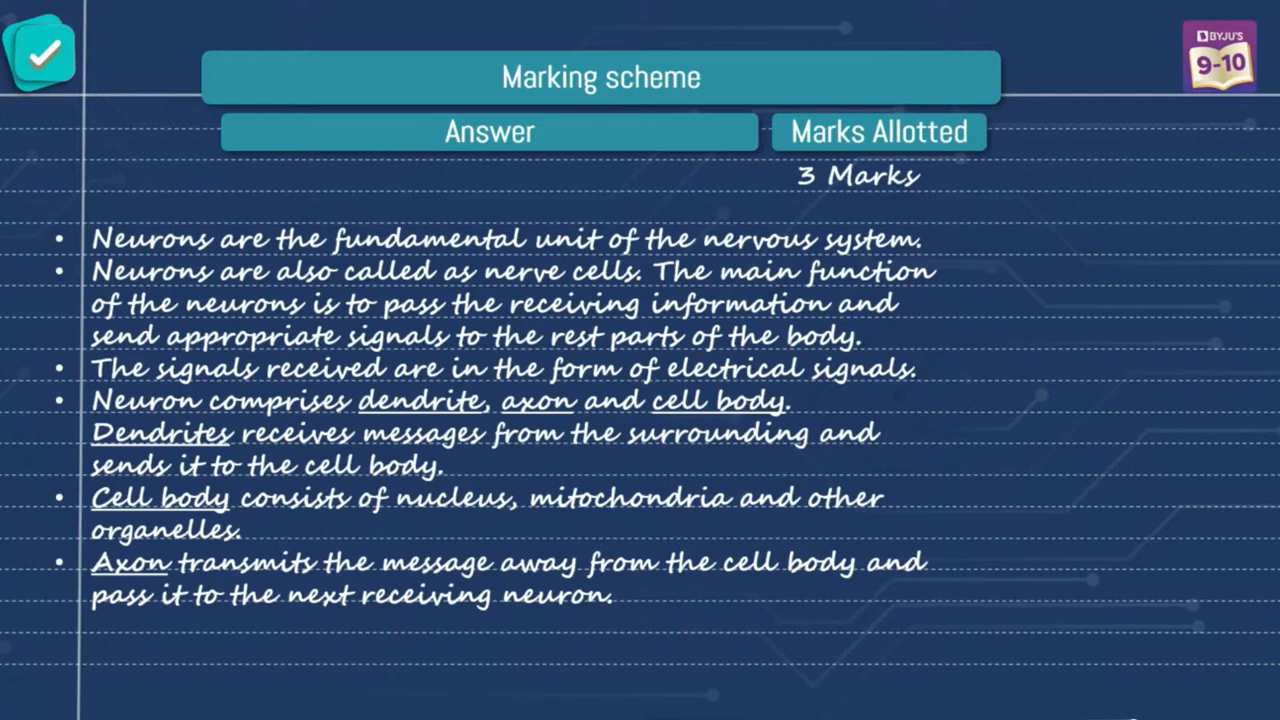 BYJU'S
9-10
Marking scheme
Answer
Marks Allotted
3 Marks
• Neurons are the fundamental unit of the nervous system.
• Neurons are also called as nerve cells. The main function
of the neurons is to pass the receiving information and
send appropriate signals to the rest parts of the body.
• The signals received are in the form of electrical signals.
• Neuron comprises dendrite, axon and cell body.
Dendrites receives messages from the surrounding and
sends it to the cell body.
• Cell body consists of nucleus, mitochondria and other
organelles.
• Axon transmits the message away from the cell body and
pass it to the next receiving neuron.